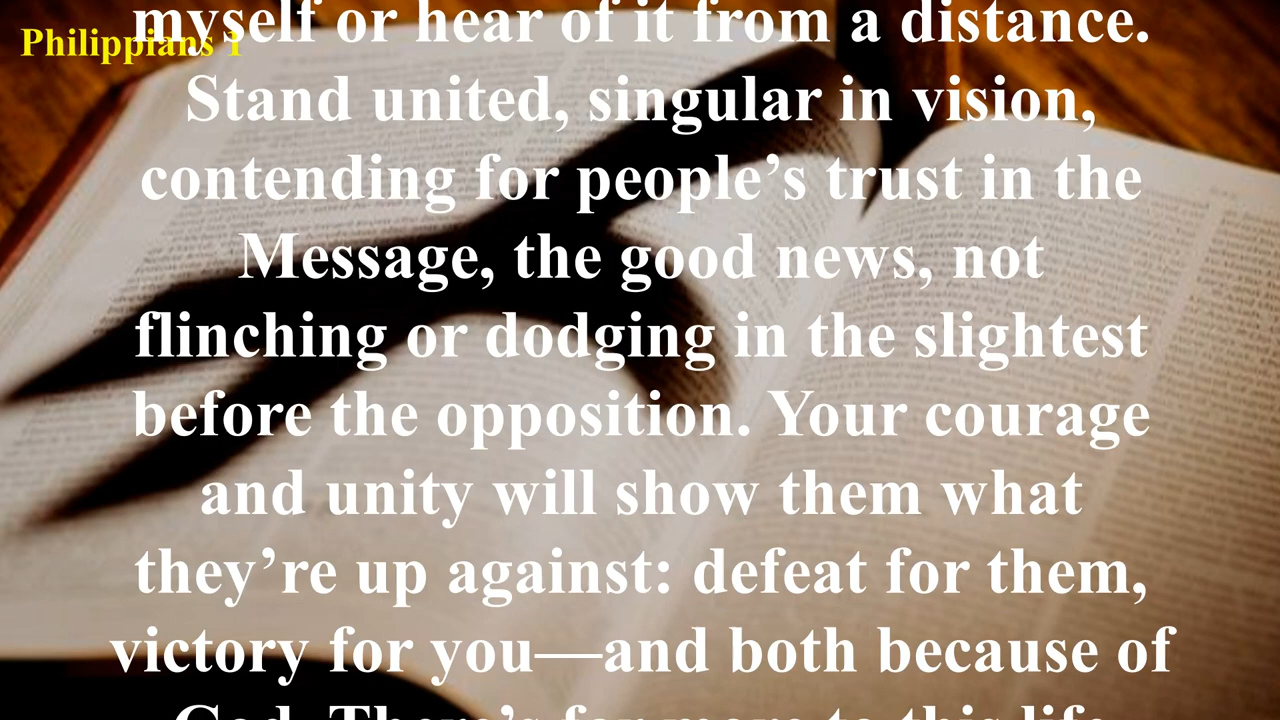 Philippians 1
myself or hear of it from a distance.
Stand united, singular in vision,
contending for people’s trust in the
Message, the good news, not
flinching or dodging in the slightest
before the opposition. Your courage
and unity will show them what
they’re up against: defeat for them,
victory for you—and both because of
God. There’s far more to this life